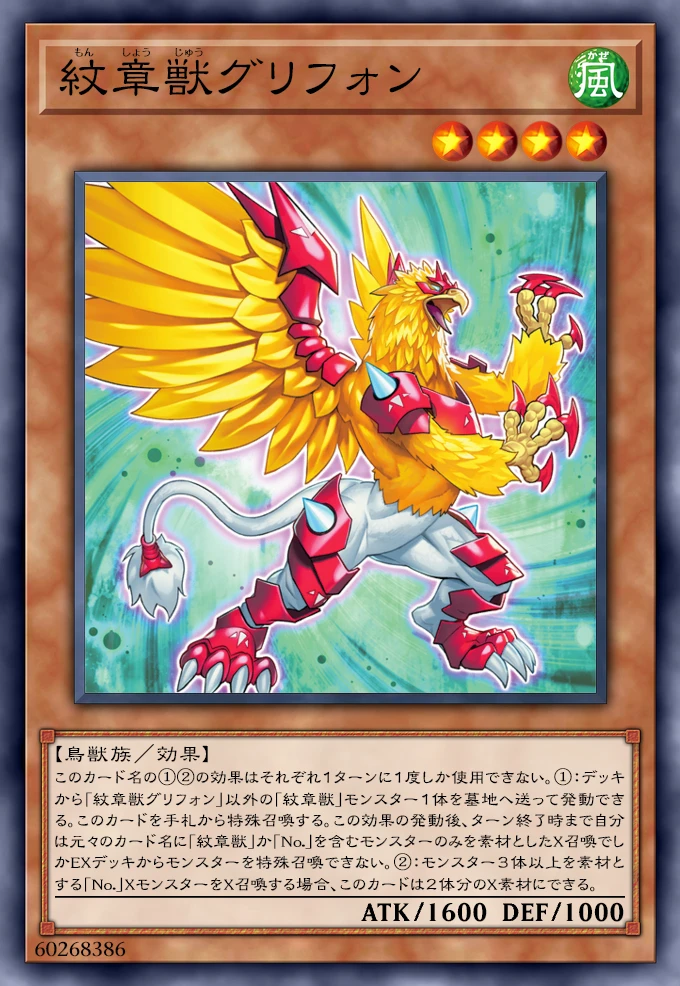 もん しょう じゅう
紋章獣グリフォン
かぜ
風
【鳥獣族／効果】
このカード名の①②の効果はそれぞれ1ターンに1度しか使用できない。①：デッキ
から「紋章獣グリフォン」以外の「紋章獣」モンスター1体を墓地へ送って発動でき
る。このカードを手札から特殊召喚する。この効果の発動後、ターン終了時まで自分
は元々のカード名に「紋章獣」か「No.」を含むモンスターのみを素材としたX召喚でし
かEXデッキからモンスターを特殊召喚できない。②：モンスター3体以上を素材と
する「No.」XモンスターをX召喚する場合、このカードは2体分のX素材にできる。
ATK/1600 DEF/1000
60268386